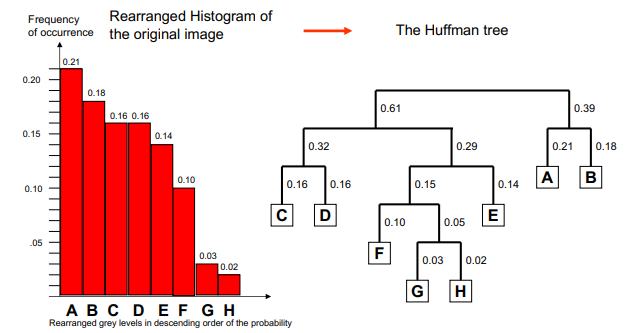 Frequency
of occurrence
Rearranged Histogram of
the original image
The Huffman tree
0.21
0.20
0.18
0.16 0.16
0.15
0.14
0.10
0.10
.05
0.03
0.02
A B C D E F G H
Rearranged grey levels in descending order of the probability
0.61
0.39
0.32
0.29
0.21
0.18
0.16
0.16
0.15
0.14
A
B
C
D
0.10
0.05
E
F
0.03
0.02
G
H